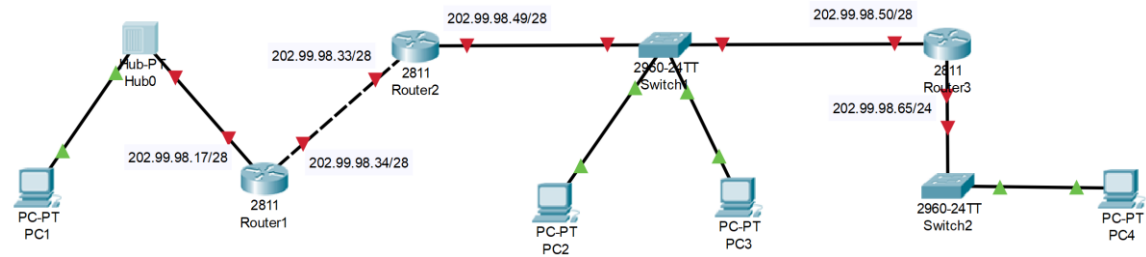 Hub-PT
Hub0
202.99.98.33/28
2811
Router2
202.99.98.49/28
2960-24TT
Switch1
202.99.98.50/28
2811
Router3
202.99.98.65/24
202.99.98.17/28
2811
Router1
202.99.98.34/28
PC-PT
PC1
PC-PT
PC2
PC-PT
PC3
2960-24TT
Switch2
PC-PT
PC4